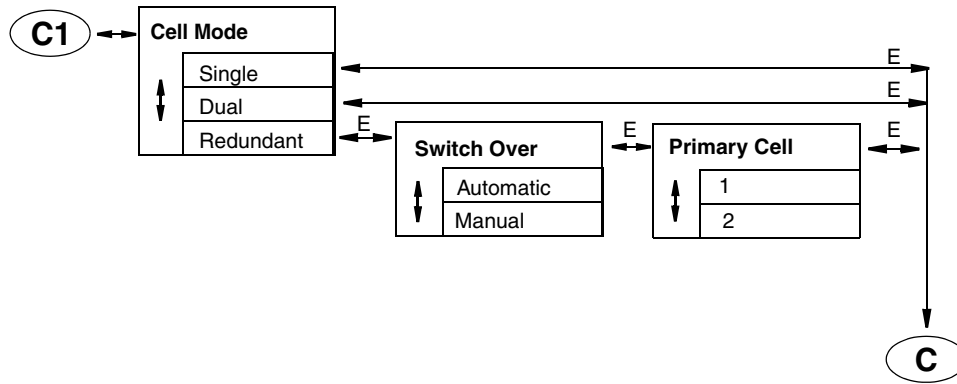 C1
Cell Mode
Single
E
Dual
E
Redundant
E
Switch Over
Automatic
Manual
E
Primary Cell
1
2
E
C